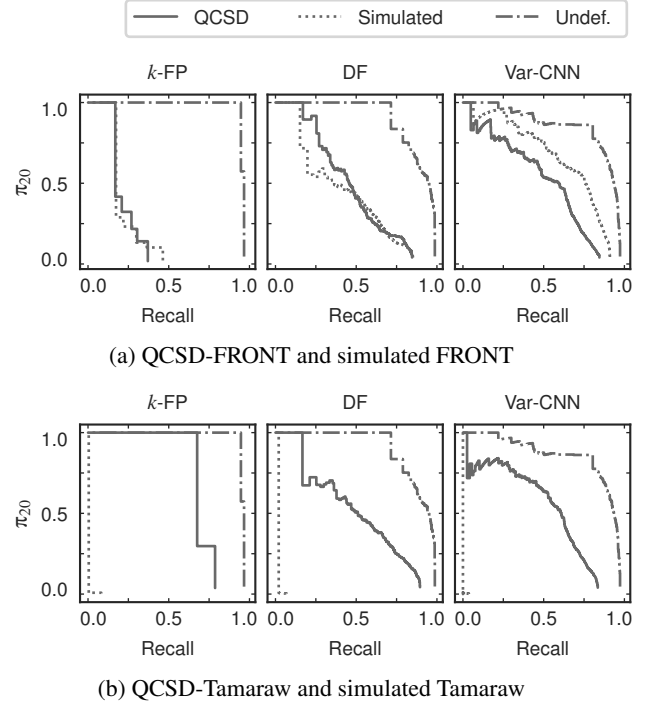 QCSD Simulated Undef.
k-FP DF Var-CNN
1.0
0.5
0.0
π20
0.0 0.5 1.0 0.0 0.5 1.0 0.0 0.5 1.0
Recall Recall Recall
(a) QCSD-FRONT and simulated FRONT
k-FP DF Var-CNN
1.0
0.5
0.0
π20
0.0 0.5 1.0 0.0 0.5 1.0 0.0 0.5 1.0
Recall Recall Recall
(b) QCSD-Tamaraw and simulated Tamaraw